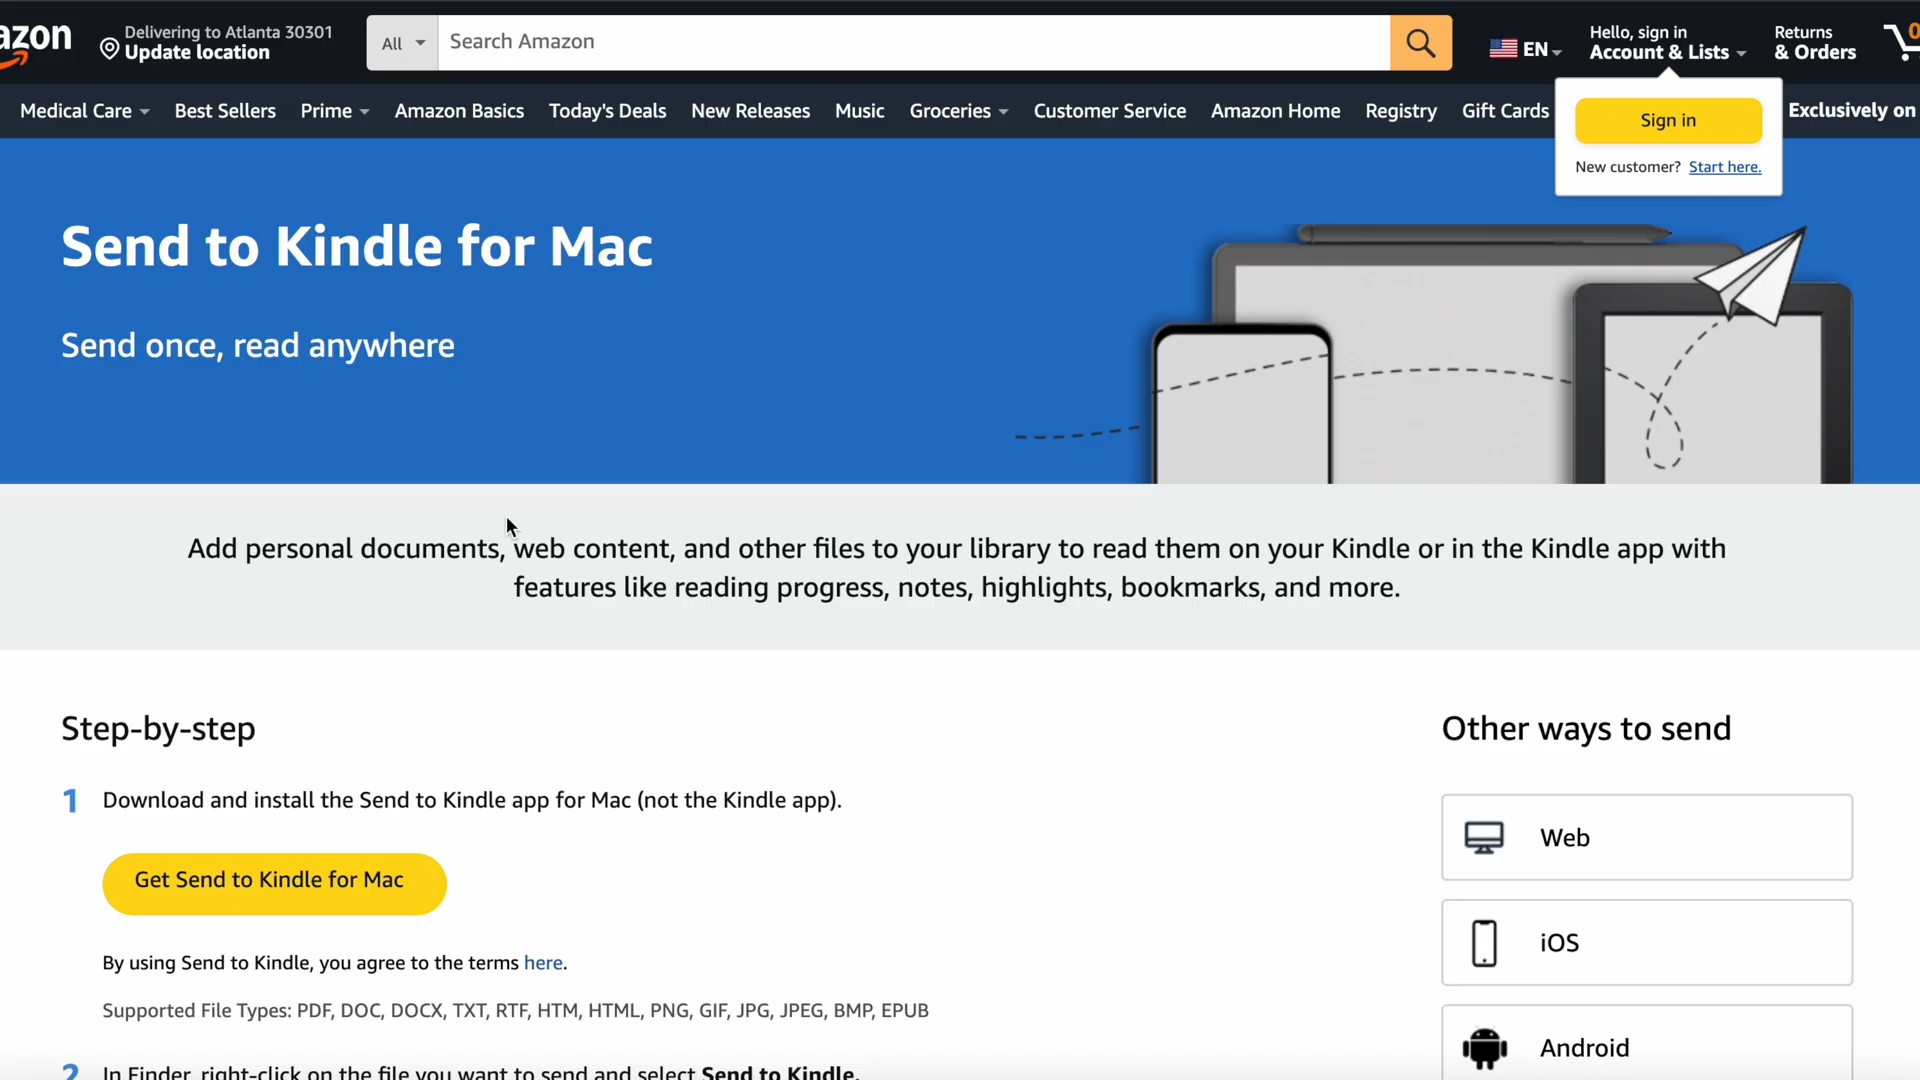 azon
Delivering to Atlanta 30301
Update location
All
Search Amazon
EN
Hello, sign in
Account & Lists
Returns
& Orders
0
Medical Care
Best Sellers
Prime
Amazon Basics
Today's Deals
New Releases
Music
Groceries
Customer Service
Amazon Home
Registry
Gift Cards
Exclusively on
Sign in
New customer? Start here.
Send to Kindle for Mac
Send once, read anywhere
Add personal documents, web content, and other files to your library to read them on your Kindle or in the Kindle app with
features like reading progress, notes, highlights, bookmarks, and more.
Step-by-step
1 Download and install the Send to Kindle app for Mac (not the Kindle app).
Get Send to Kindle for Mac
By using Send to Kindle, you agree to the terms here.
Supported File Types: PDF, DOC, DOCX, TXT, RTF, HTM, HTML, PNG, GIF, JPG, JPEG, BMP, EPUB
2 In Finder, right-click on the file you want to send and select Send to Kindle.
Other ways to send
Web
iOS
Android